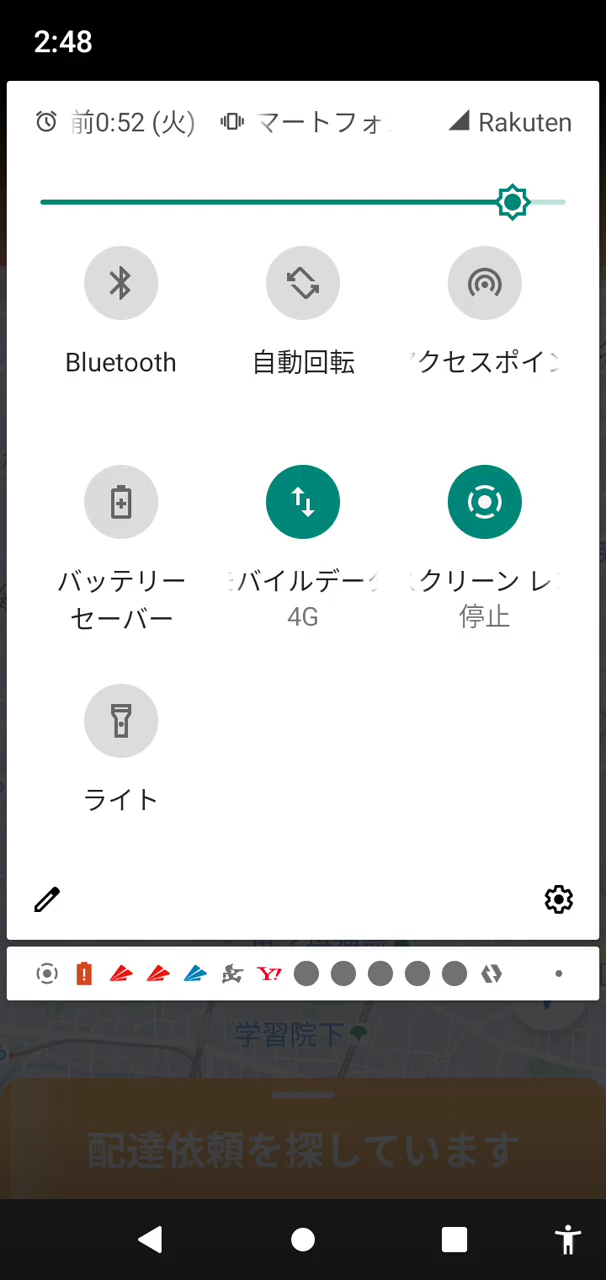 2:48
前0:52 (火)
マートフォ
Rakuten
Bluetooth
自動回転
クセスポイン
バッテリー
セーバー
モバイルデータ
4G
スクリーン レ
停止
ライト
Y!
学習院下
配達依頼を探しています